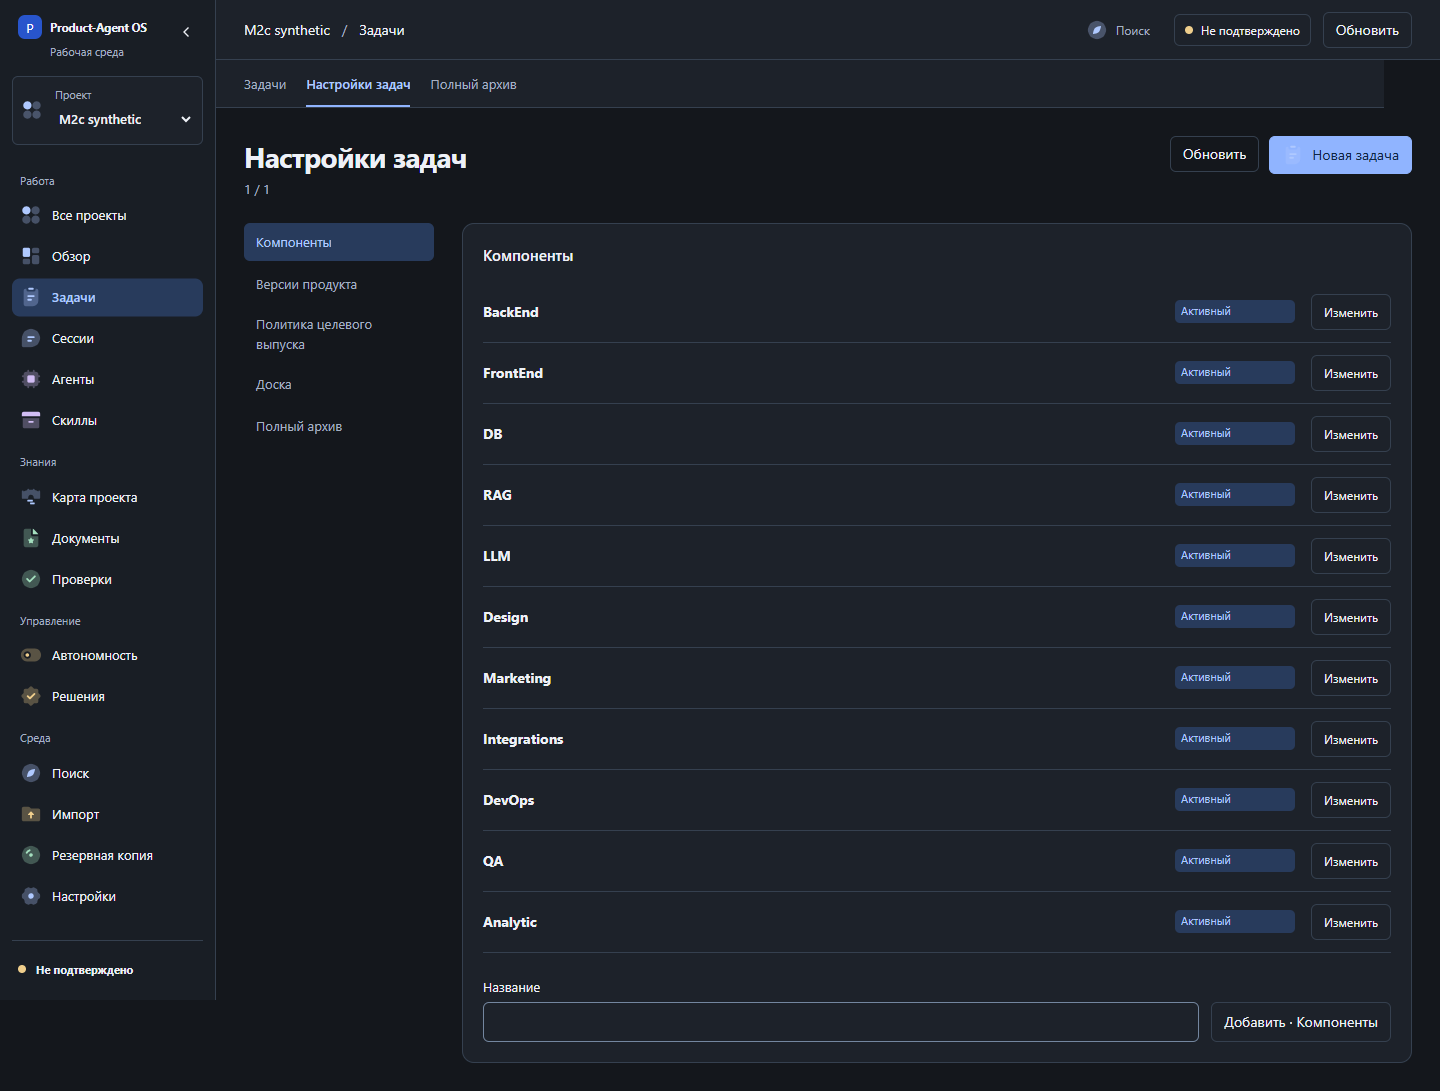 P
Product-Agent OS
Рабочая среда
Проект
M2c synthetic
Работа
Все проекты
Обзор
Задачи
Сессии
Агенты
Скиллы
Знания
Карта проекта
Документы
Проверки
Управление
Автономность
Решения
Среда
Поиск
Импорт
Резервная копия
Настройки
Не подтверждено
M2c synthetic / Задачи
Поиск
Не подтверждено
Обновить
Задачи Настройки задач Полный архив
Настройки задач
1 / 1
Обновить
Новая задача
Компоненты
Версии продукта
Политика целевого
выпуска
Доска
Полный архив
Компоненты
BackEnd Активный Изменить
FrontEnd Активный Изменить
DB Активный Изменить
RAG Активный Изменить
LLM Активный Изменить
Design Активный Изменить
Marketing Активный Изменить
Integrations Активный Изменить
DevOps Активный Изменить
QA Активный Изменить
Analytic Активный Изменить
Название
Добавить · Компоненты